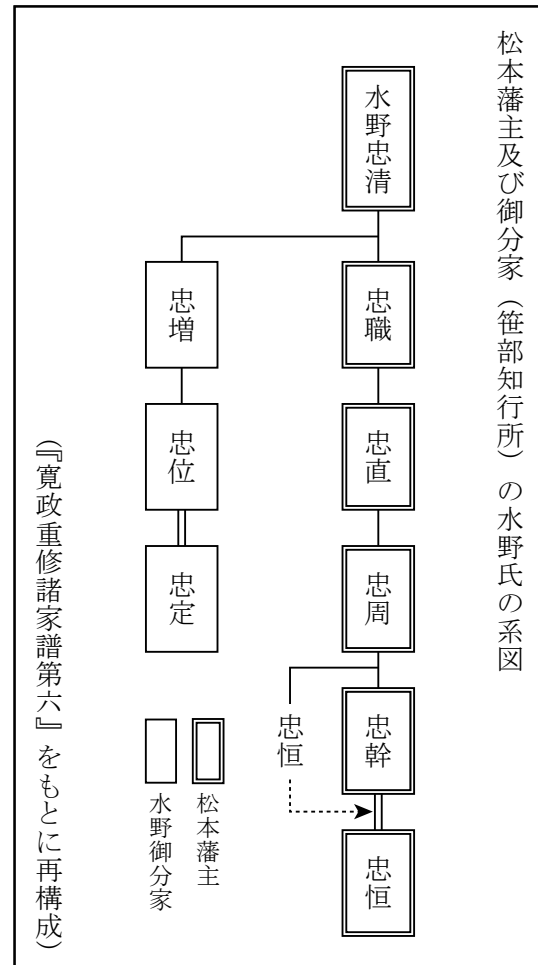 松本藩主及び御分家（笹部知行所）の水野氏の系図
水野忠清
忠職
忠直
忠周
忠幹
忠恒
忠恒
忠増
忠位
忠定
松本藩主
水野御分家
（『寛政重修諸家譜第六』をもとに再構成）